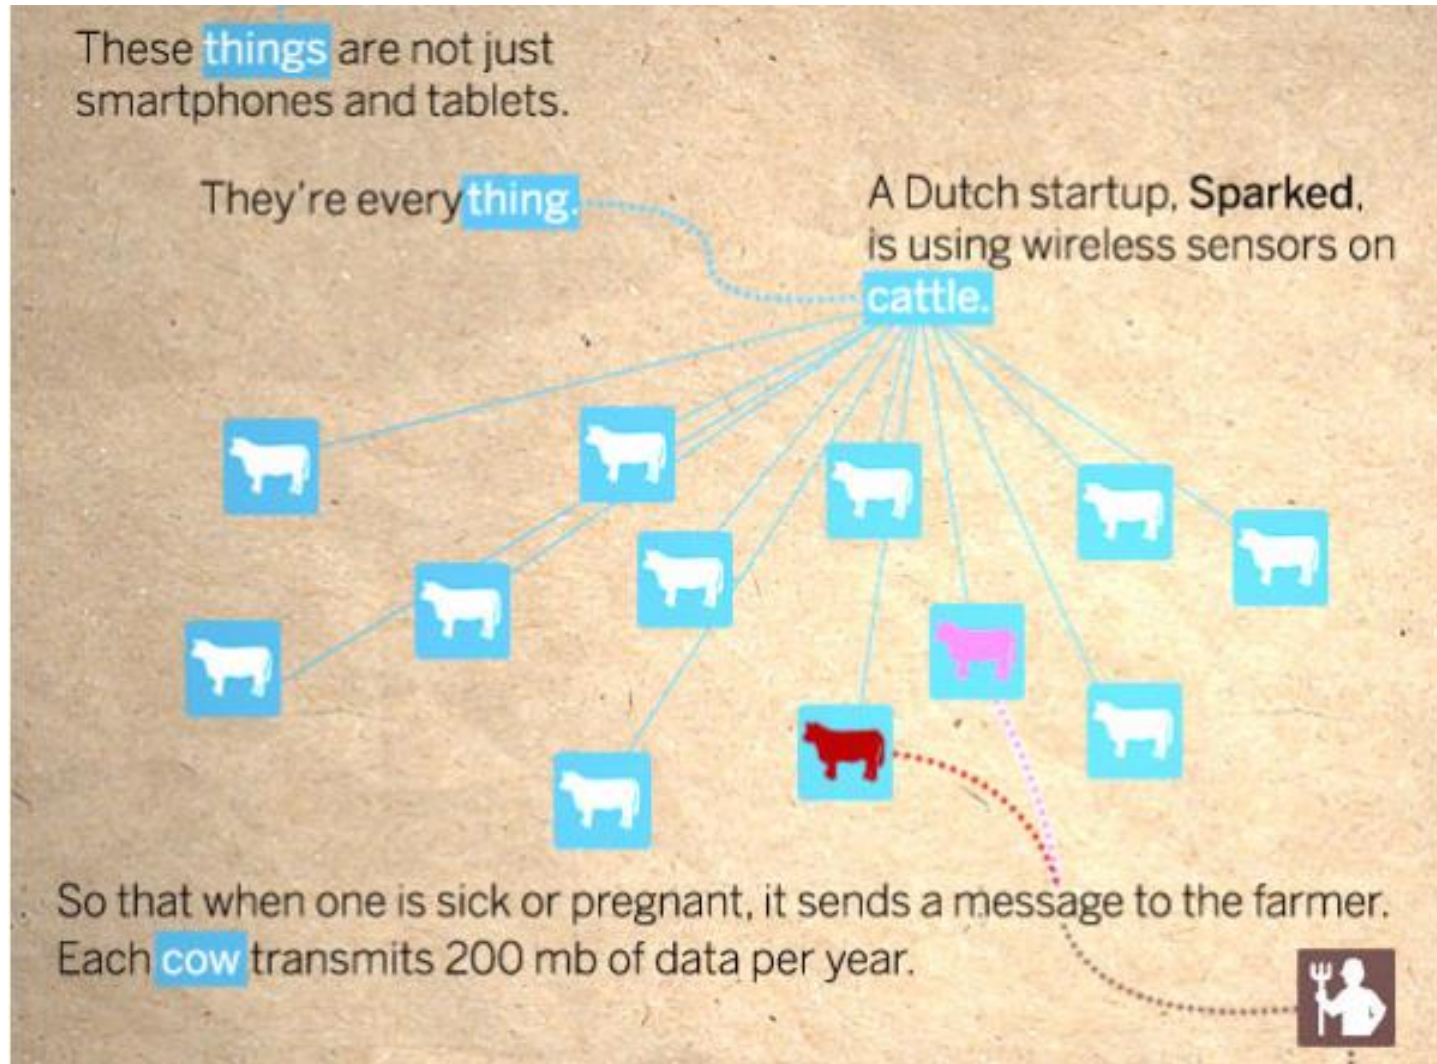 These things are not just
smartphones and tablets.
They're everything.
A Dutch startup, Sparked,
is using wireless sensors on
cattle.
So that when one is sick or pregnant, it sends a message to the farmer.
Each cow transmits 200 mb of data per year.